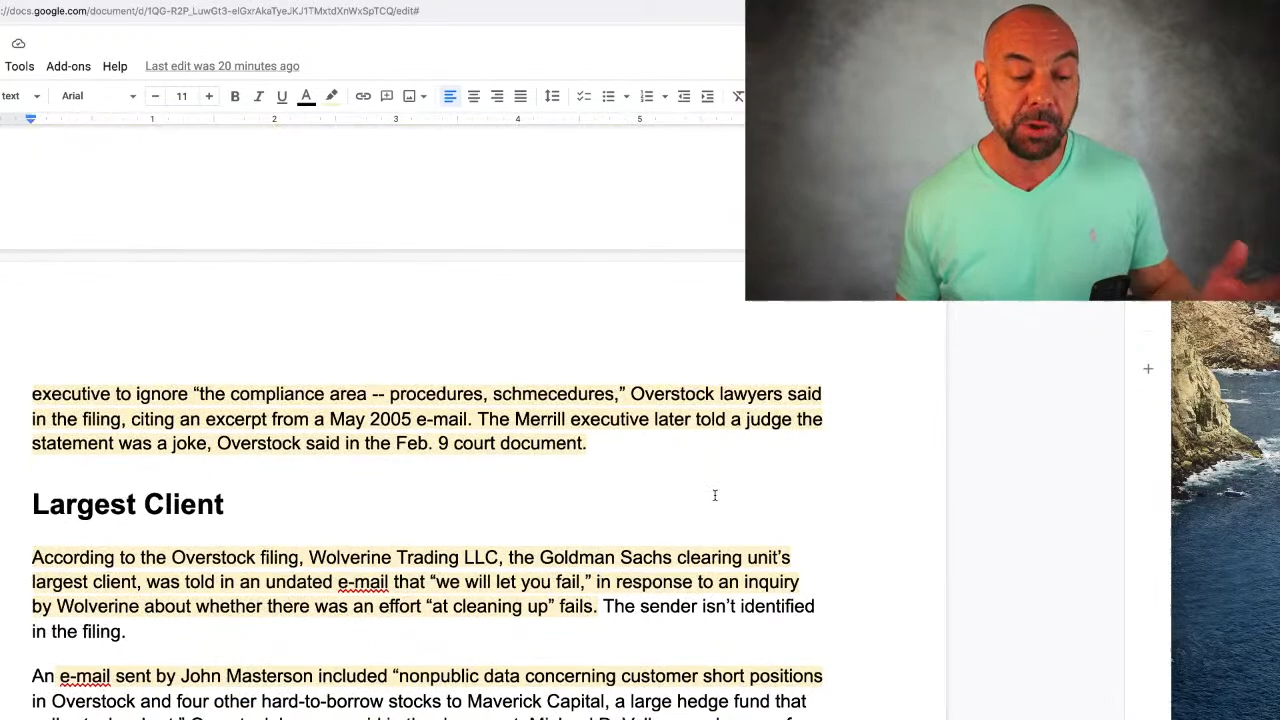 ://docs.google.com/document/d/1QG-R2P_LuwGt3-eIGxrAkaTyeJKJ1TMxtdXnWxSpTCQ/edit#
Tools Add-ons Help Last edit was 20 minutes ago
text Arial − 11 + B I U A
1 2 3 4 5
executive to ignore “the compliance area -- procedures, schmecedures,” Overstock lawyers said
in the filing, citing an excerpt from a May 2005 e-mail. The Merrill executive later told a judge the
statement was a joke, Overstock said in the Feb. 9 court document.
Largest Client
According to the Overstock filing, Wolverine Trading LLC, the Goldman Sachs clearing unit’s
largest client, was told in an undated e-mail that “we will let you fail,” in response to an inquiry
by Wolverine about whether there was an effort “at cleaning up” fails. The sender isn’t identified
in the filing.
An e-mail sent by John Masterson included “nonpublic data concerning customer short positions
in Overstock and four other hard-to-borrow stocks to Maverick Capital, a large hedge fund that